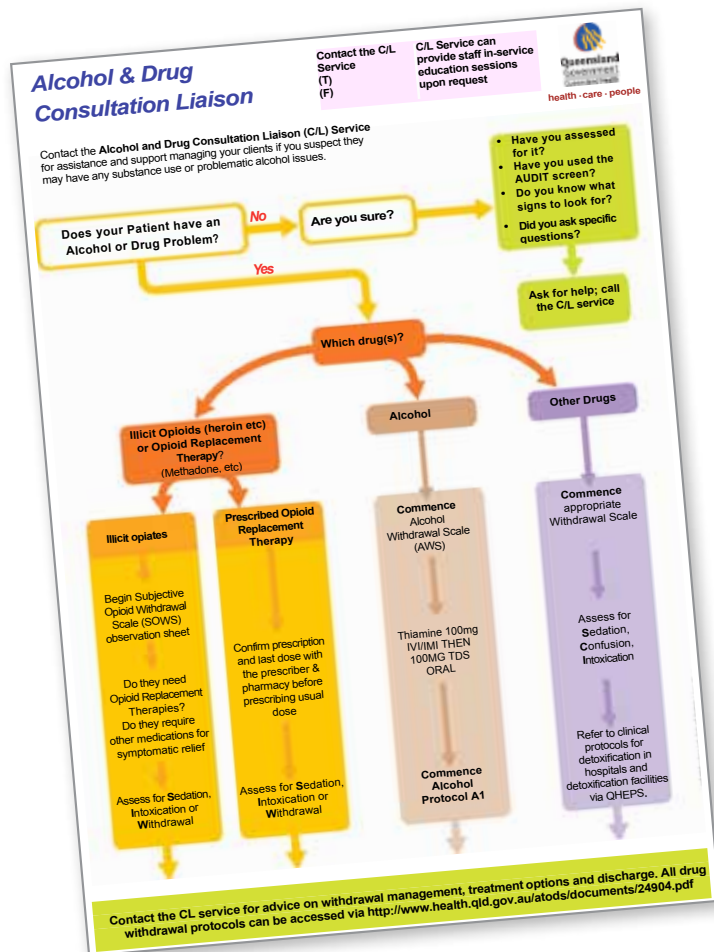 Alcohol & Drug
Consultation Liaison
Contact the C/L
Service
(T)
(F)
C/L Service can
provide staff in-service
education sessions
upon request
Queensland
Government
Queensland Health
health • care • people
Contact the Alcohol and Drug Consultation Liaison (C/L) Service
for assistance and support managing your clients if you suspect they
may have any substance use or problematic alcohol issues.
Does your Patient have an
Alcohol or Drug Problem?
No
Are you sure?
• Have you assessed
for it?
• Have you used the
AUDIT screen?
• Do you know what
signs to look for?
• Did you ask specific
questions?
Ask for help; call
the C/L service
Yes
Which drug(s)?
Illicit Opioids (heroin etc)
or Opioid Replacement
Therapy?
(Methadone, etc)
Illicit opiates
Begin Subjective
Opioid Withdrawal
Scale (SOWS)
observation sheet
Do they need
Opioid Replacement
Therapies?
Do they require
other medications for
symptomatic relief
Assess for Sedation,
Intoxication or
Withdrawal
Prescribed Opioid
Replacement
Therapy
Confirm prescription
and last dose with
the prescriber &
pharmacy before
prescribing usual
dose
Assess for Sedation,
Intoxication or
Withdrawal
Alcohol
Commence
Alcohol
Withdrawal Scale
(AWS)
Thiamine 100mg
IVI/IMI THEN
100MG TDS
ORAL
Commence
Alcohol
Protocol A1
Other Drugs
Commence
appropriate
Withdrawal Scale
Assess for
Sedation,
Confusion,
Intoxication
Refer to clinical
protocols for
detoxification in
hospitals and
detoxification facilities
via QHEPS,
Contact the CL service for advice on withdrawal management, treatment options and discharge. All drug
withdrawal protocols can be accessed via http://www.health.qld.gov.au/atods/documents/24904.pdf